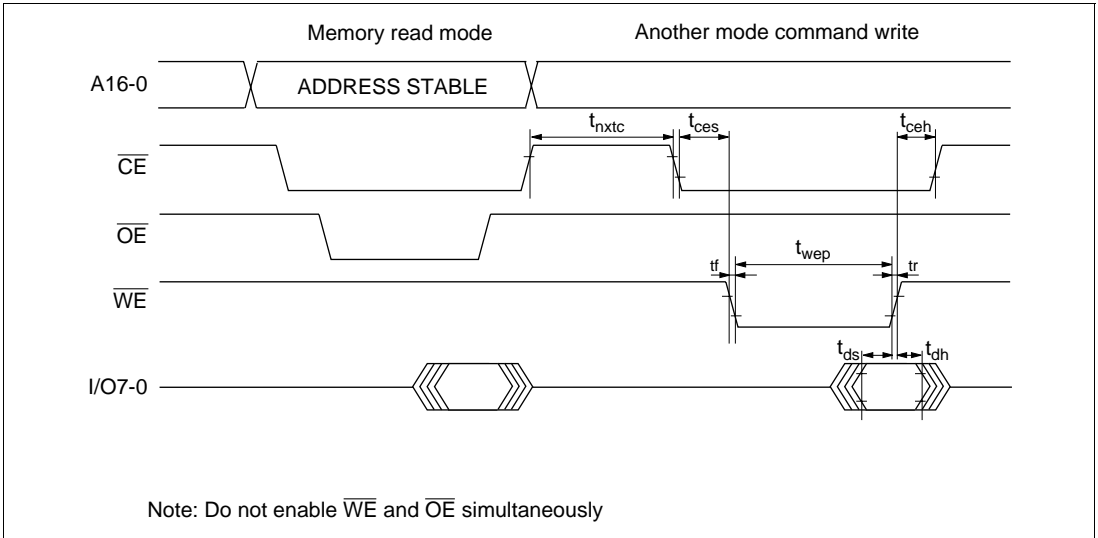 Memory read mode Another mode command write
A16-0 ADDRESS STABLE
tnxtc tces tceh
CE
OE
twep
tf tr
WE
tds tdh
I/O7-0
Note: Do not enable WE and OE simultaneously